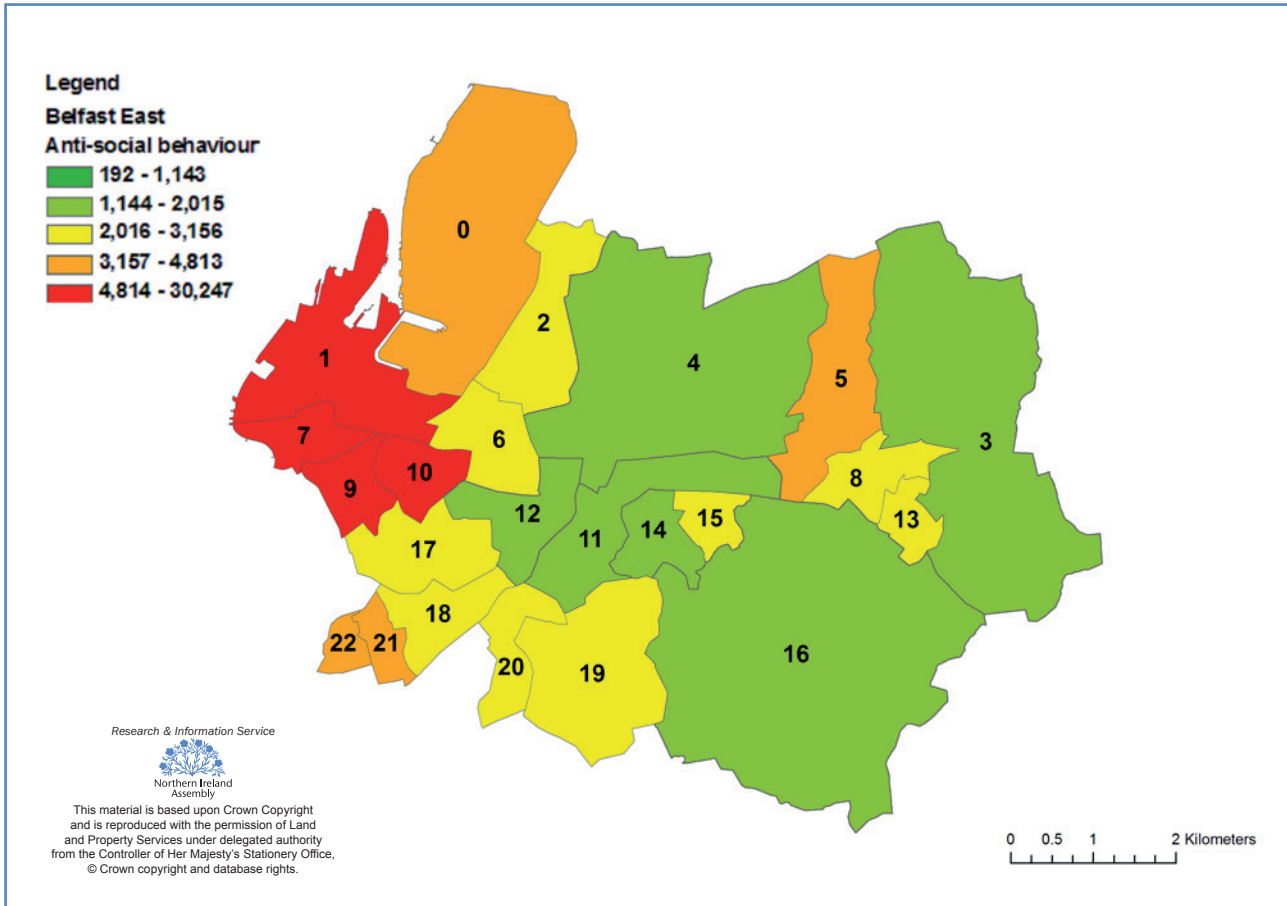 Legend
Belfast East
Anti-social behaviour
192 - 1,143
1,144 - 2,015
2,016 - 3,156
3,157 - 4,813
4,814 - 30,247
0
1
2
4
5
3
7
6
10
9
8
13
12
11
14
15
17
18
22
21
20
19
16
Research & Information Service
Northern Ireland
Assembly
This material is based upon Crown Copyright
and is reproduced with the permission of Land
and Property Services under delegated authority
from the Controller of Her Majesty's Stationery Office,
© Crown copyright and database rights.
0 0.5 1 2 Kilometers